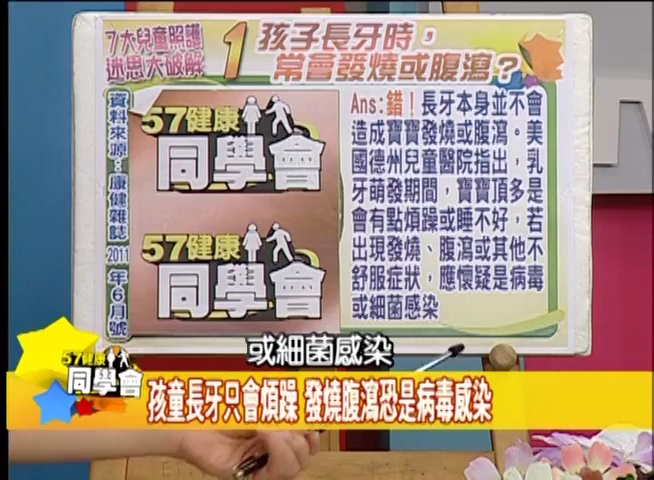 7大兒童照護
迷思大破解
1
孩子長牙時，
常會發燒或腹瀉？
資料來源：康健雜誌 2011 年6月號
57健康
同學會
57健康
同學會
Ans:錯！長牙本身並不會
造成寶寶發燒或腹瀉。美
國德州兒童醫院指出，乳
牙萌發期間，寶寶頂多是
會有點煩躁或睡不好，若
出現發燒、腹瀉或其他不
舒服症狀，應懷疑是病毒
或細菌感染
或細菌感染
57健康
同學會
孩童長牙只會煩躁 發燒腹瀉恐是病毒感染